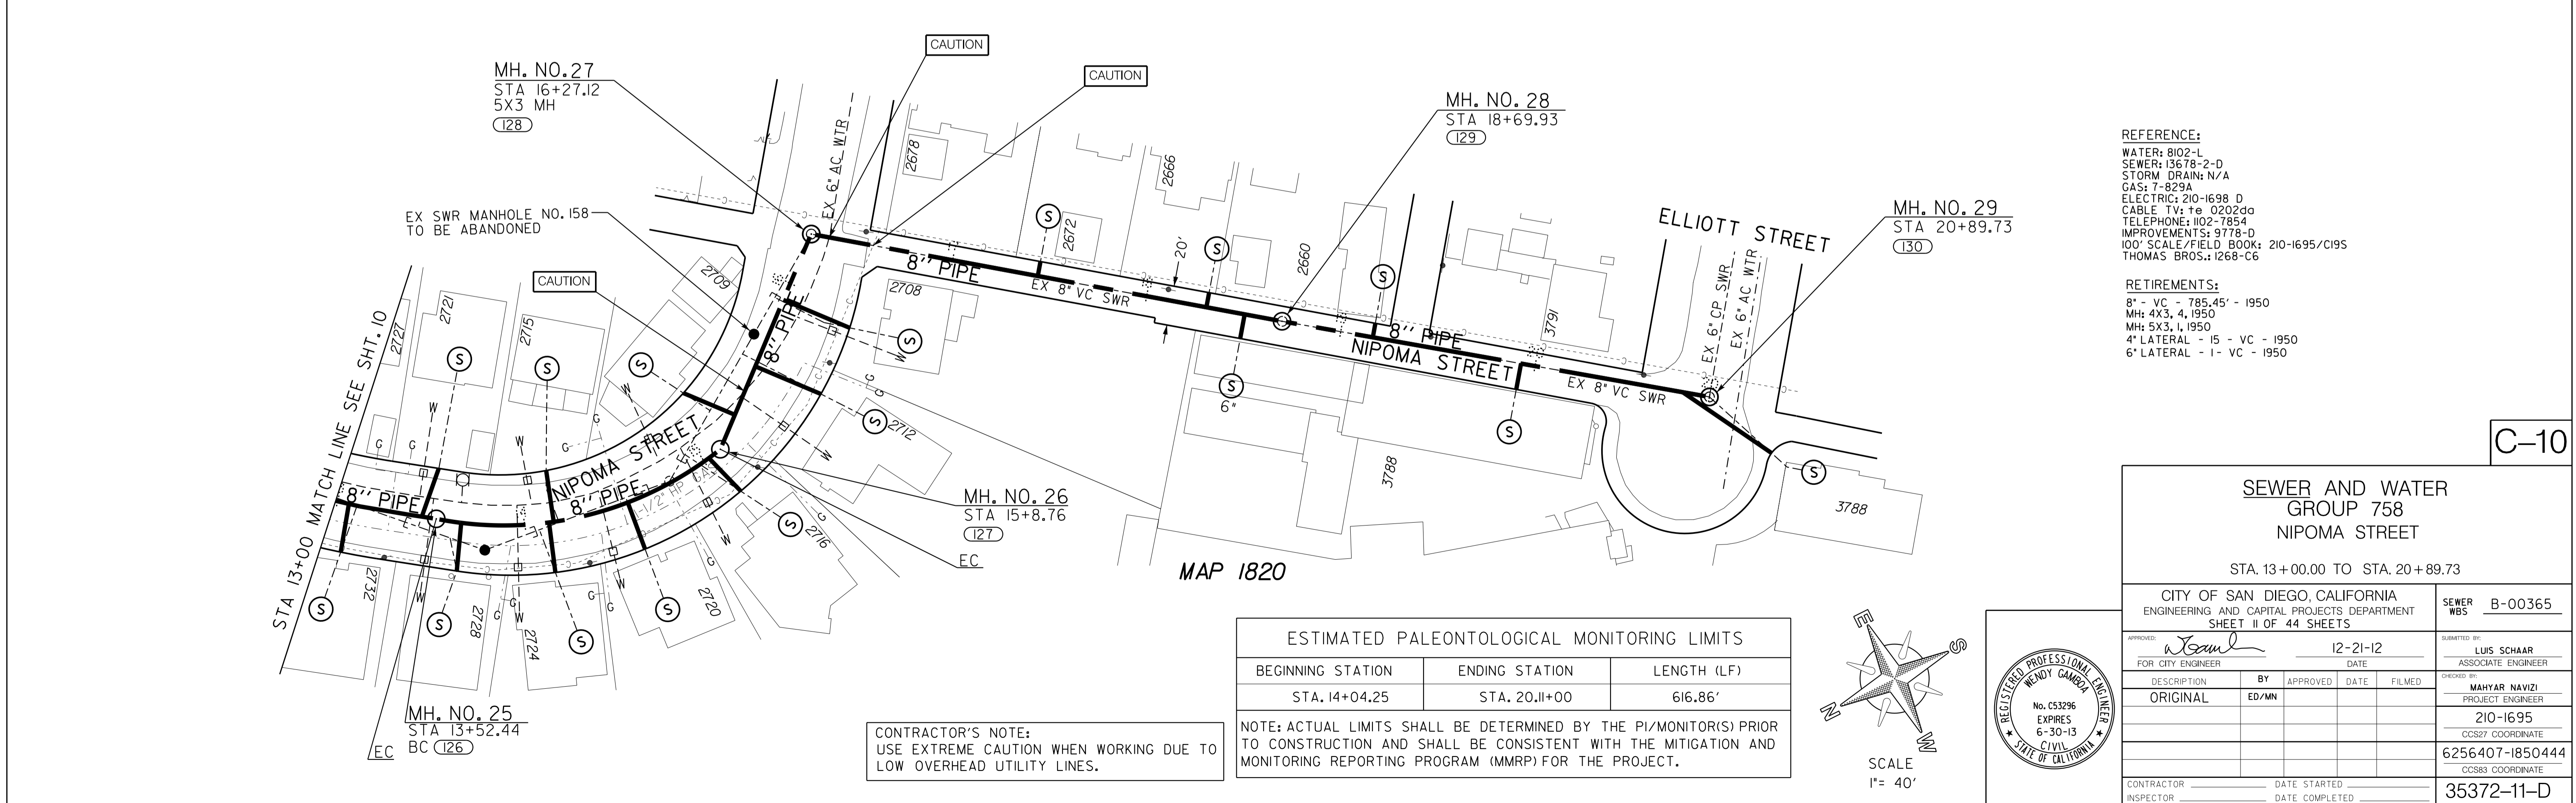 CAUTION
MH. NO. 27
STA 16+27.12
5X3 MH
128
CAUTION
MH. NO. 28
STA 18+69.93
129
EX 6" AC WTR
2678
2666
2672
S
S
S
2660
20'
EX SWR MANHOLE NO. 158
TO BE ABANDONED
ELLIOTT STREET
MH. NO. 29
STA 20+89.73
130
REFERENCE:
WATER: 8102-L
SEWER: 13678-2-D
STORM DRAIN: N/A
GAS: 7-829A
ELECTRIC: 210-1698 D
CABLE TV: te 0202da
TELEPHONE: 1102-7854
IMPROVEMENTS: 9778-D
100' SCALE/FIELD BOOK: 210-1695/C19S
THOMAS BROS.: 1268-C6
RETIREMENTS:
8" - VC - 785.45' - 1950
MH: 4X3, 4, 1950
MH: 5X3, 1, 1950
4" LATERAL - 15 - VC - 1950
6" LATERAL - 1 - VC - 1950
CAUTION
2709
8" PIPE
EX 8" VC SWR
2708
8" PIPE
NIPOMA STREET
3791
EX 6" CP SWR
EX 6" AC WTR
EX 8" VC SWR
8" PIPE
2727
2721
2715
S
S
S
S
S
S
6"
S
S
2712
3788
3788
STA 13+00 MATCH LINE SEE SHT. 10
W
G
G
W
G
W
W
G
G
W
8" PIPE
NIPOMA STREET
8" PIPE
1/2" HP GAS
MH. NO. 26
STA 15+8.76
127
EC
S
2716
S
2732
S
2728
2724
S
S
2720
W
G
G
W
G
G
W
W
G
G
MAP 1820
MH. NO. 25
STA 13+52.44
BC 126
EC
CONTRACTOR'S NOTE:
USE EXTREME CAUTION WHEN WORKING DUE TO
LOW OVERHEAD UTILITY LINES.
ESTIMATED PALEONTOLOGICAL MONITORING LIMITS
BEGINNING STATION ENDING STATION LENGTH (LF)
STA. 14+04.25 STA. 20.11+00 616.86'
NOTE: ACTUAL LIMITS SHALL BE DETERMINED BY THE PI/MONITOR(S) PRIOR
TO CONSTRUCTION AND SHALL BE CONSISTENT WITH THE MITIGATION AND
MONITORING REPORTING PROGRAM (MMRP) FOR THE PROJECT.
E
S
N
W
SCALE
1"= 40'
REGISTERED PROFESSIONAL ENGINEER
WENDY GAMBOA
No. C53296
EXPIRES
6-30-13
CIVIL
STATE OF CALIFORNIA
C-10
SEWER AND WATER
GROUP 758
NIPOMA STREET
STA. 13+00.00 TO STA. 20+89.73
CITY OF SAN DIEGO, CALIFORNIA
ENGINEERING AND CAPITAL PROJECTS DEPARTMENT
SHEET 11 OF 44 SHEETS
SEWER WBS B-00365
APPROVED:
12-21-12
FOR CITY ENGINEER DATE
SUBMITTED BY:
LUIS SCHAAR
ASSOCIATE ENGINEER
DESCRIPTION BY APPROVED DATE FILMED
ORIGINAL ED/MN
CHECKED BY:
MAHYAR NAVIZI
PROJECT ENGINEER
210-1695
CCS27 COORDINATE
6256407-1850444
CCS83 COORDINATE
CONTRACTOR DATE STARTED
INSPECTOR DATE COMPLETED
35372-11-D